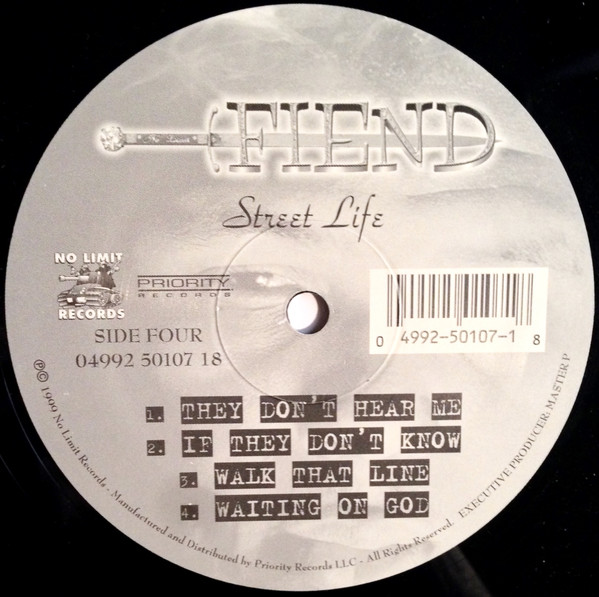 FIEND
Street Life
NO LIMIT
RECORDS
PRIORITY
RECORDS
SIDE FOUR
04992 50107 18
0 4992-50107-1 8
1. THEY DON'T HEAR ME
2. IF THEY DON'T KNOW
3. WALK THAT LINE
4. WAITING ON GOD
℗© 1999 No Limit Records - Manufactured and Distributed by Priority Records LLC - All Rights Reserved. EXECUTIVE PRODUCER: MASTER P